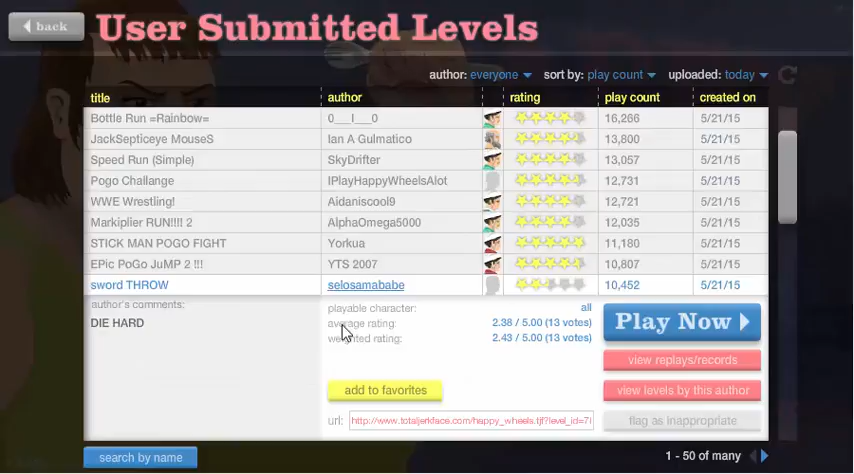 back
User Submitted Levels
author: everyone sort by: play count uploaded: today
title author rating play count created on
Bottle Run =Rainbow= 0__I__0 16,266 5/21/15
JackSepticeye MouseS Ian A Gulmatico 13,800 5/21/15
Speed Run (Simple) SkyDrifter 13,057 5/21/15
Pogo Challange IPlayHappyWheelsAlot 12,731 5/21/15
WWE Wrestling! Aidaniscool9 12,721 5/21/15
Markiplier RUN!!!! 2 AlphaOmega5000 12,035 5/21/15
STICK MAN POGO FIGHT Yorkua 11,180 5/21/15
EPic PoGo JuMP 2 !!! YTS 2007 10,807 5/21/15
sword THROW selosamababe 10,452 5/21/15
author's comments:
DIE HARD
playable character: all
average rating: 2.38 / 5.00 (13 votes)
weighted rating: 2.43 / 5.00 (13 votes)
add to favorites
url: http://www.totaljerkface.com/happy_wheels.tjf?level_id=7
Play Now
view replays/records
view levels by this author
flag as inappropriate
search by name
1 - 50 of many